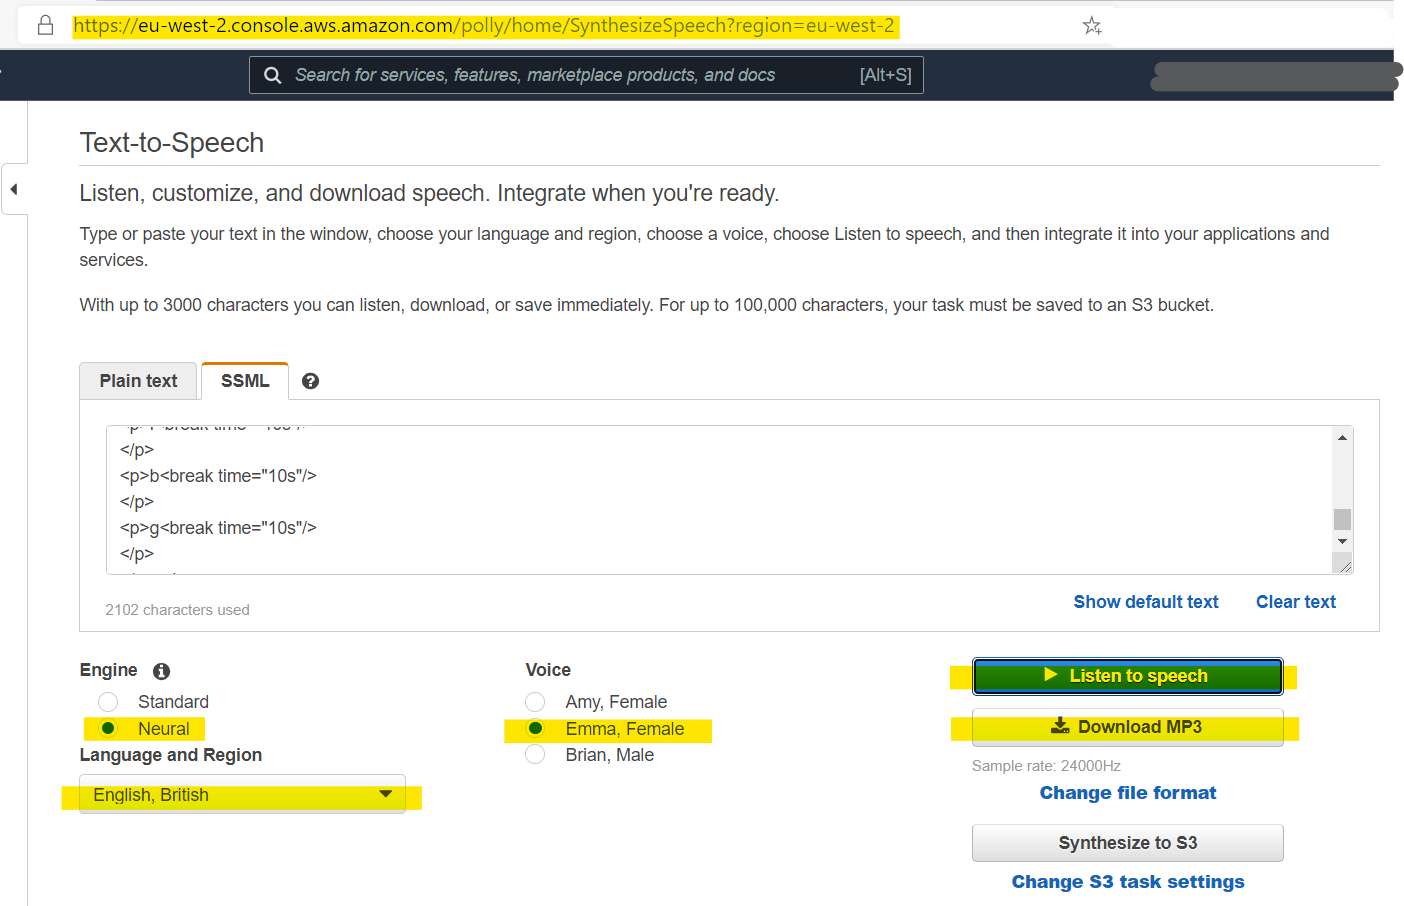 https://eu-west-2.console.aws.amazon.com/polly/home/SynthesizeSpeech?region=eu-west-2
Search for services, features, marketplace products, and docs [Alt+S]
Text-to-Speech
Listen, customize, and download speech. Integrate when you're ready.
Type or paste your text in the window, choose your language and region, choose a voice, choose Listen to speech, and then integrate it into your applications and
services.
With up to 3000 characters you can listen, download, or save immediately. For up to 100,000 characters, your task must be saved to an S3 bucket.
Plain text SSML
</p>
<p>b<break time="10s"/>
</p>
<p>g<break time="10s"/>
</p>
2102 characters used
Show default text Clear text
Engine
Standard
Neural
Language and Region
English, British
Voice
Amy, Female
Emma, Female
Brian, Male
Listen to speech
Download MP3
Sample rate: 24000Hz
Change file format
Synthesize to S3
Change S3 task settings